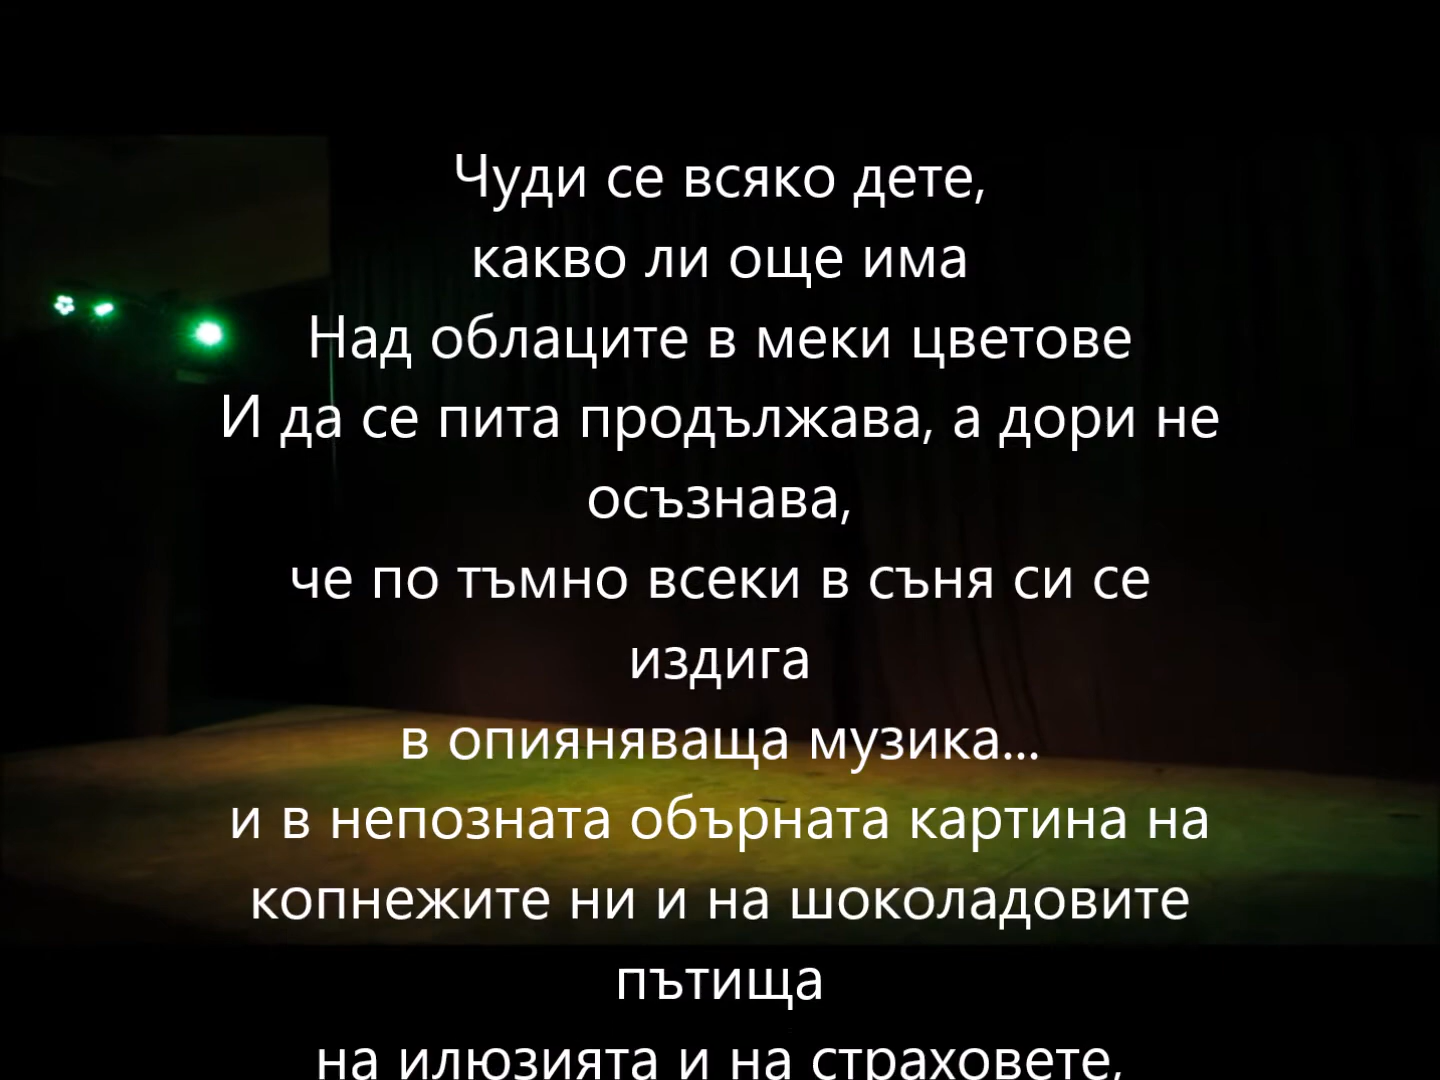 Чуди се всяко дете,
какво ли още има
Над облаците в меки цветове
И да се пита продължава, а дори не
осъзнава,
че по тъмно всеки в съня си се
издига
в опияняваща музика...
и в непозната обърната картина на
копнежите ни и на шоколадовите
пътища
на илюзията и на страховете,